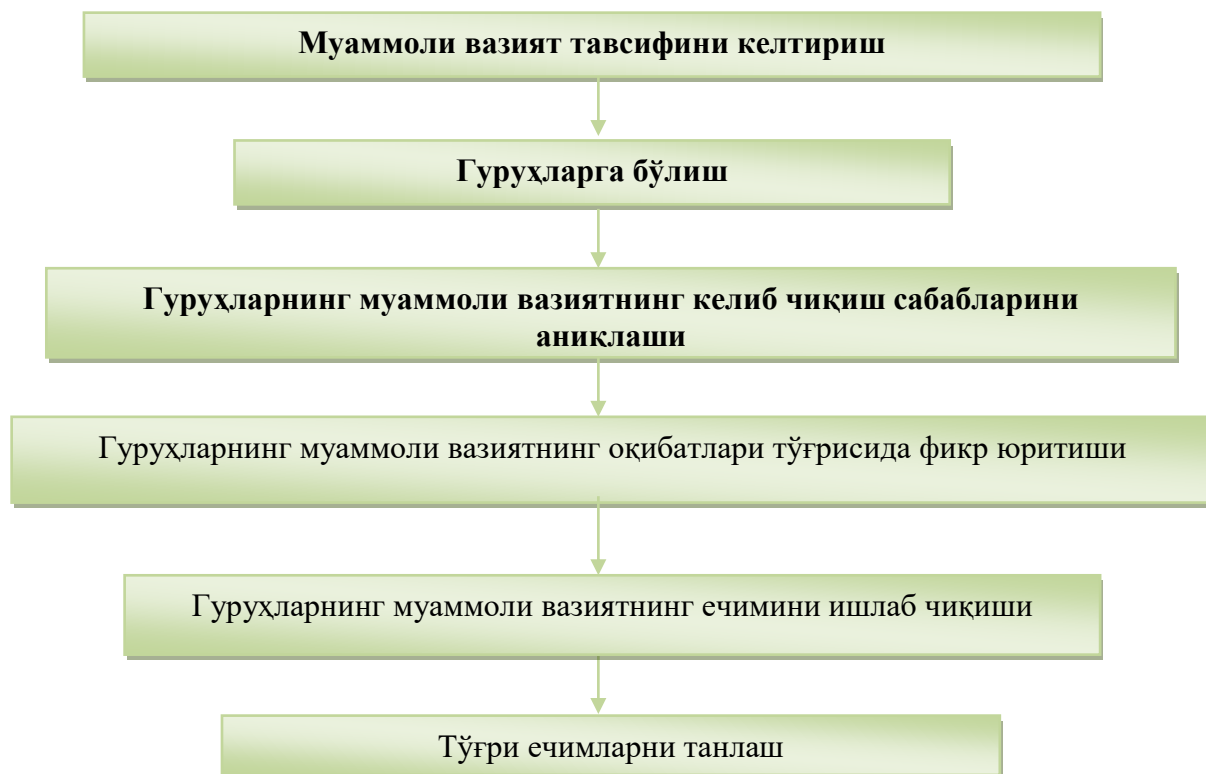 Муаммоли вазият тавсифини келтириш
Гуруҳларга бўлиш
Гуруҳларнинг муаммоли вазиятнинг келиб чиқиш сабабларини
аниқлаши
Гуруҳларнинг муаммоли вазиятнинг оқибатлари тўғрисида фикр юритиши
Гуруҳларнинг муаммоли вазиятнинг ечимини ишлаб чиқиши
Тўғри ечимларни танлаш